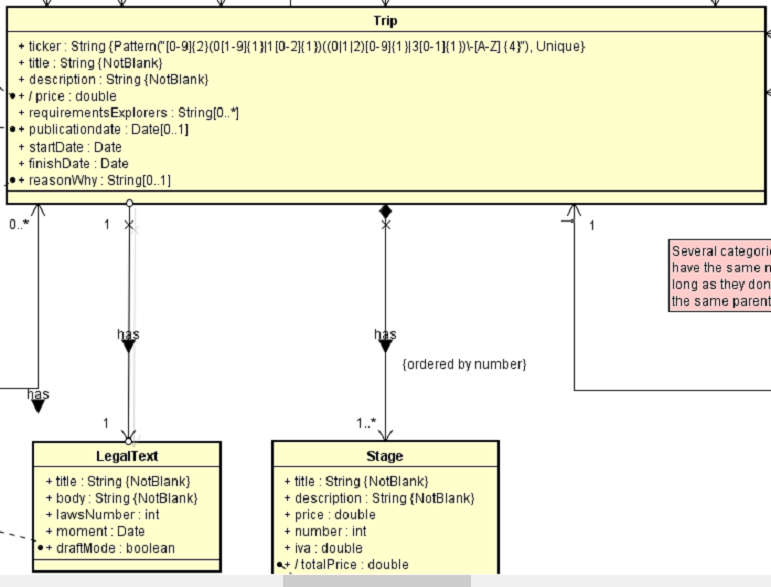 Trip
+ ticker : String {Pattern("[0-9]{2}(0[1-9]{1}|1[0-2]{1})((0|1|2)[0-9]{1}|3[0-1]{1})\-[A-Z]{4}"), Unique}
+ title : String {NotBlank}
+ description : String {NotBlank}
+ / price : double
+ requirementsExplorers : String[0..*]
+ publicationdate : Date[0..1]
+ startDate : Date
+ finishDate : Date
+ reasonWhy : String[0..1]
0..*
1
1
Several categori
have the same n
long as they don
the same parent
has
has
{ordered by number}
has
1
1..*
LegalText
+ title : String {NotBlank}
+ body : String {NotBlank}
+ lawsNumber : int
+ moment : Date
+ draftMode : boolean
Stage
+ title : String {NotBlank}
+ description : String {NotBlank}
+ price : double
+ number : int
+ iva : double
+ / totalPrice : double